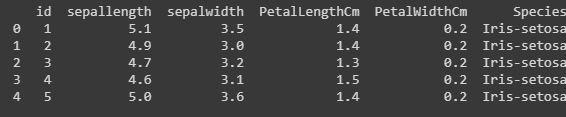 id sepallength sepalwidth PetalLengthCm PetalWidthCm Species
0 1 5.1 3.5 1.4 0.2 Iris-setosa
1 2 4.9 3.0 1.4 0.2 Iris-setosa
2 3 4.7 3.2 1.3 0.2 Iris-setosa
3 4 4.6 3.1 1.5 0.2 Iris-setosa
4 5 5.0 3.6 1.4 0.2 Iris-setosa